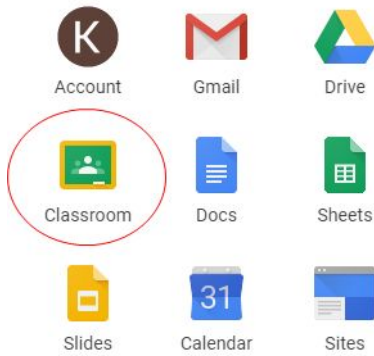 K
Account Gmail Drive
Classroom Docs Sheets
31
Slides Calendar Sites